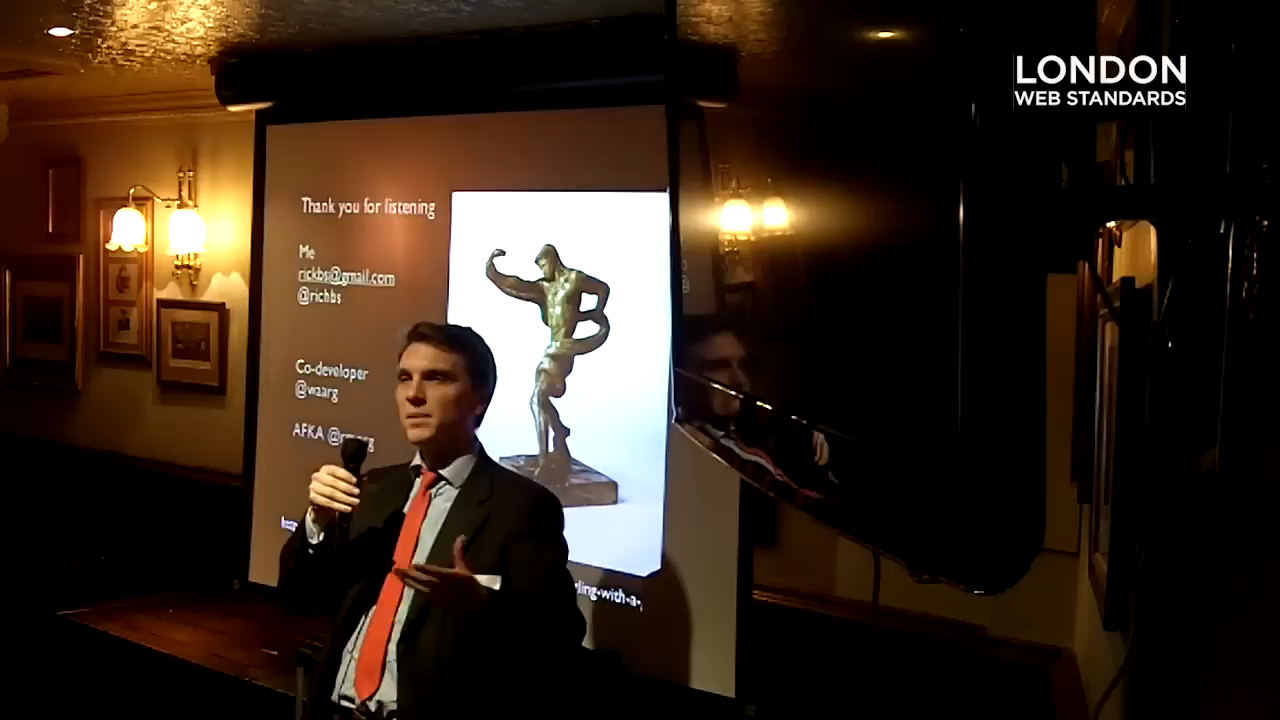 LONDON
WEB STANDARDS
Thank you for listening
Me
rickbs@gmail.com
@richbs
Co-developer
@waarg
AFKA